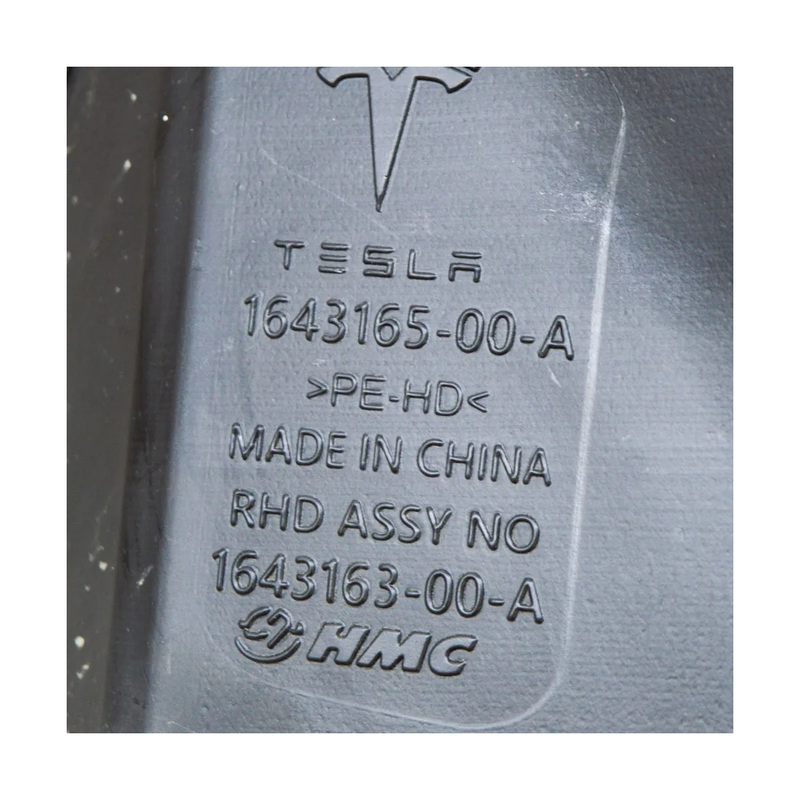 TESLA
1643165-00-A
>PE-HD<
MADE IN CHINA
RHD ASSY NO
1643163-00-A
HMC